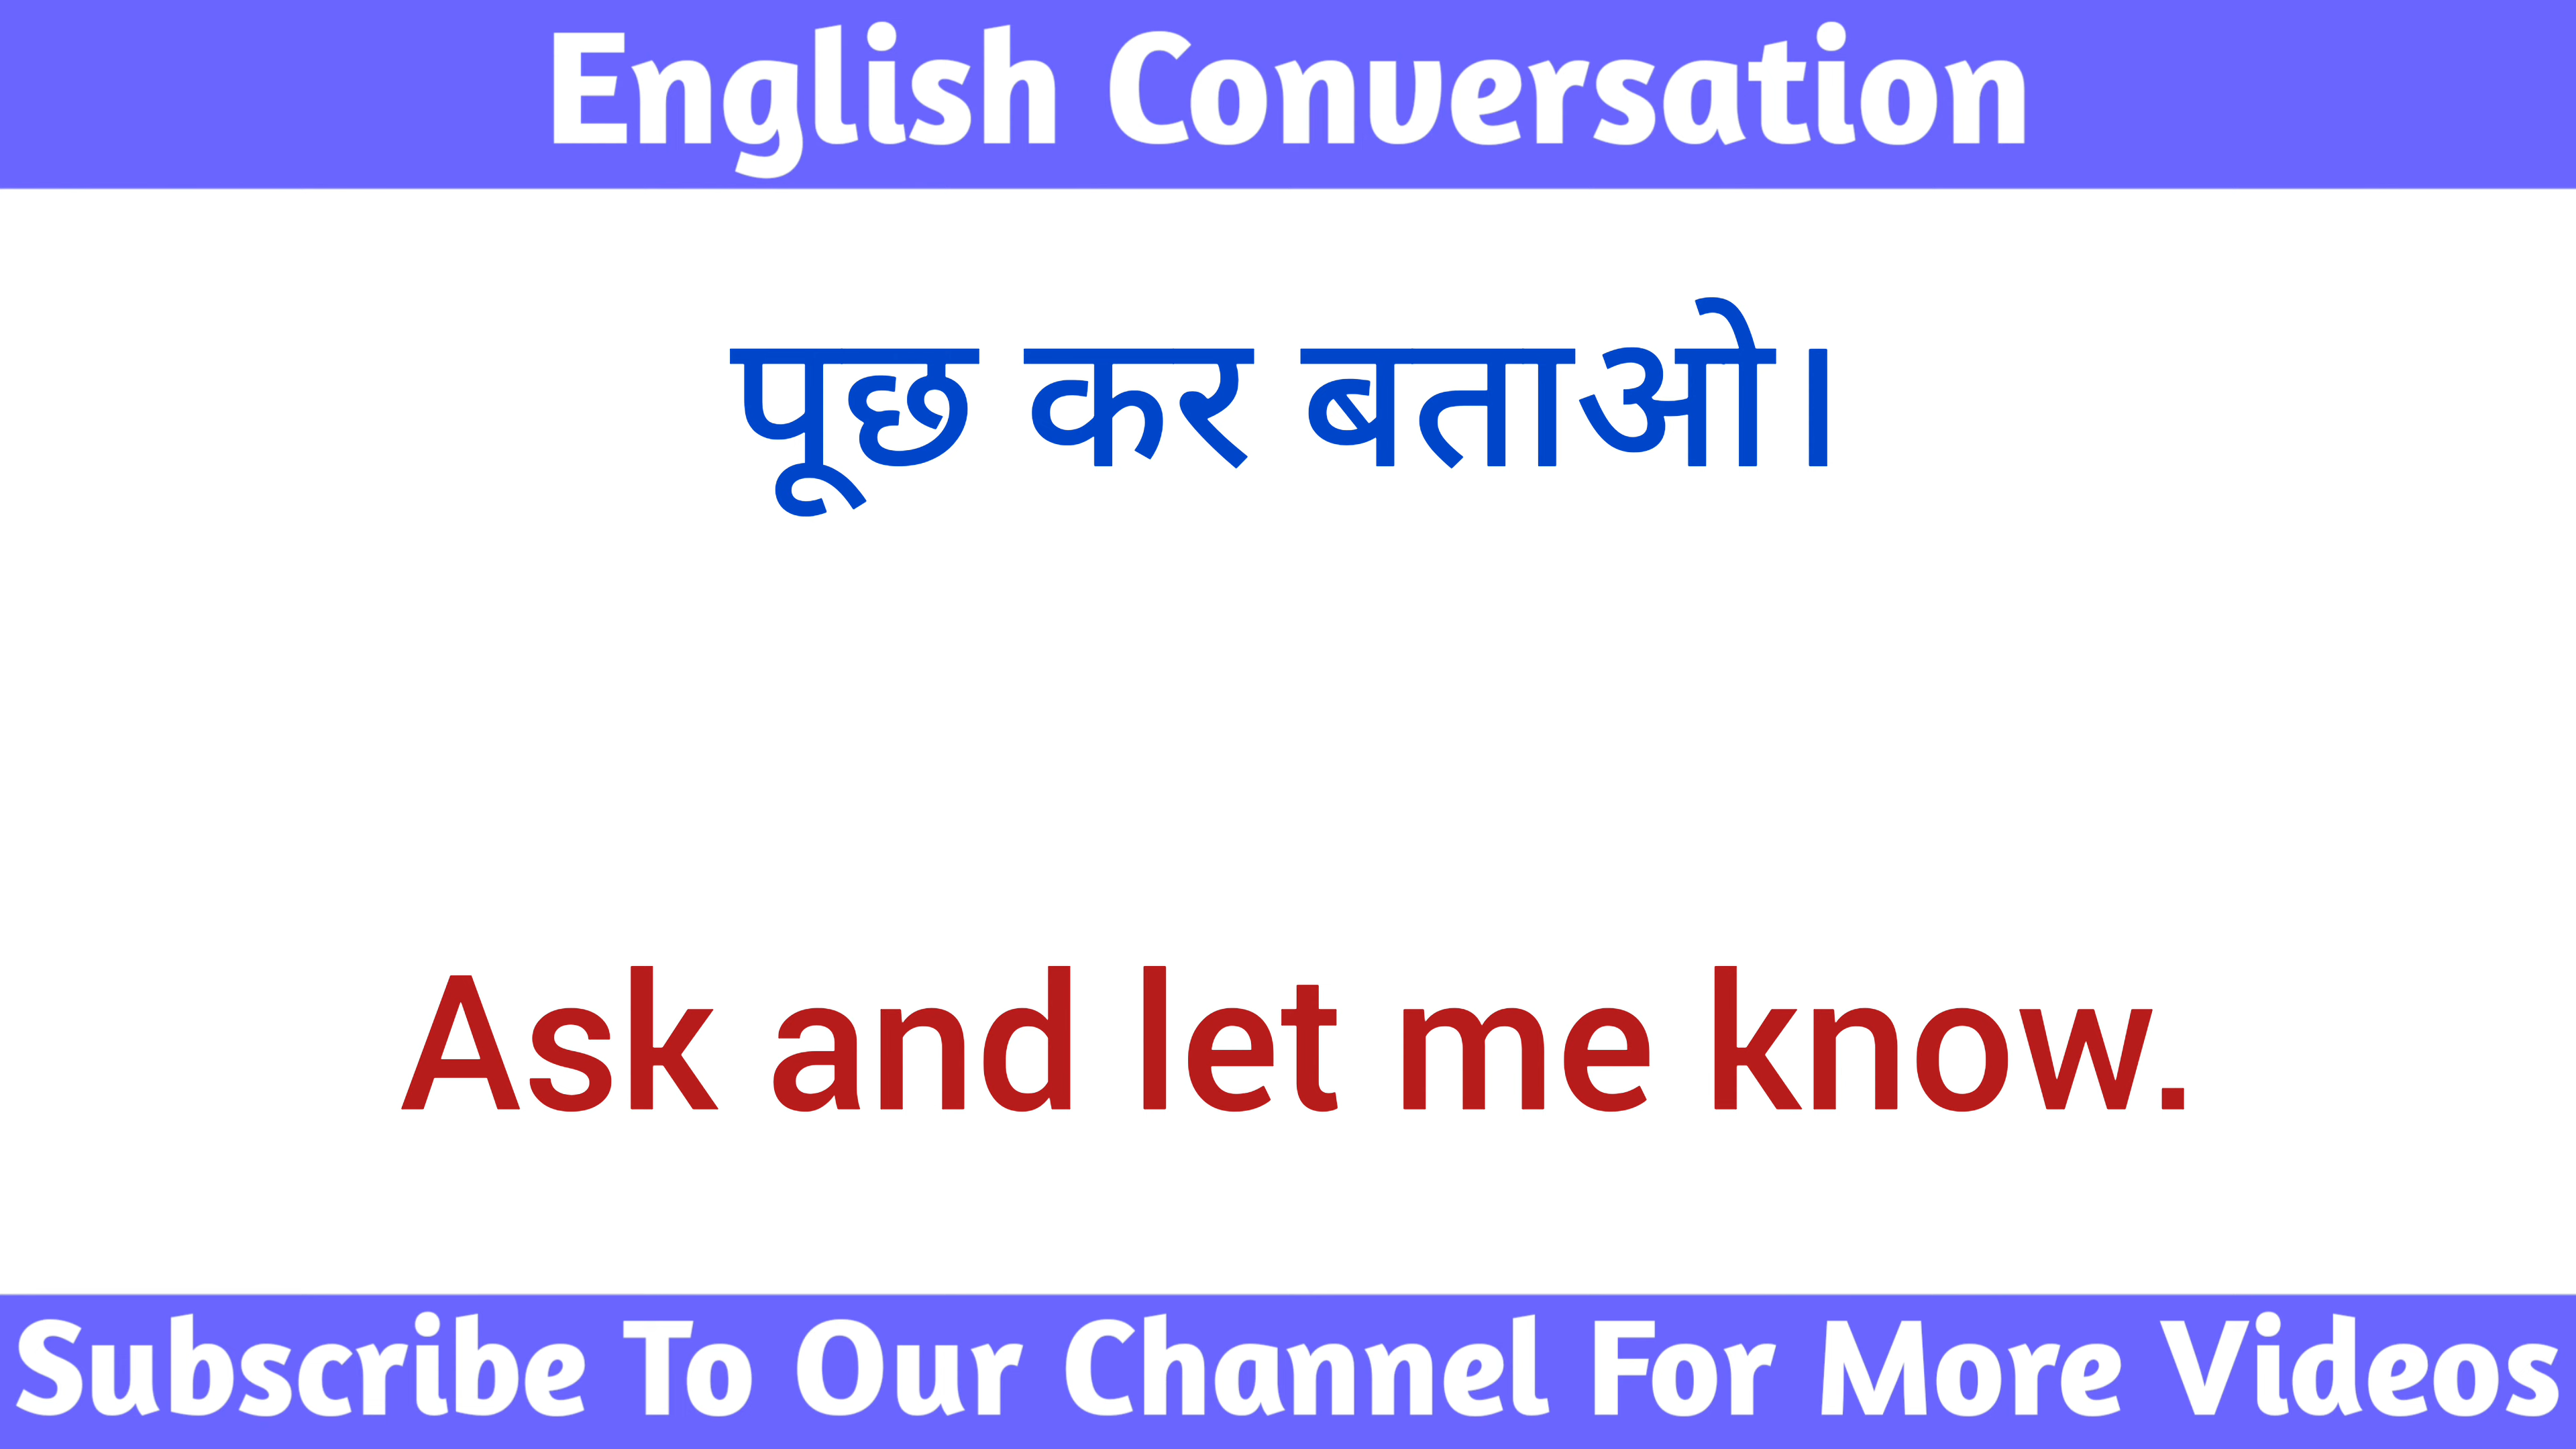 English Conversation
पूछ कर बताओ।
Ask and let me know.
Subscribe To Our Channel For More Videos